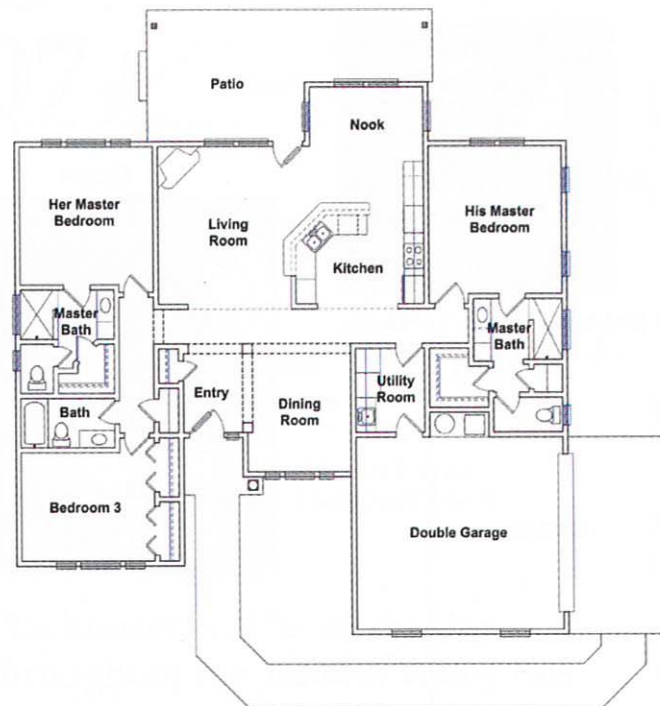 Patio
Nook
Her Master
Bedroom
Living
Room
His Master
Bedroom
Kitchen
Master
Bath
Master
Bath
Entry
Utility
Room
Dining
Room
Bath
Bedroom 3
Double Garage